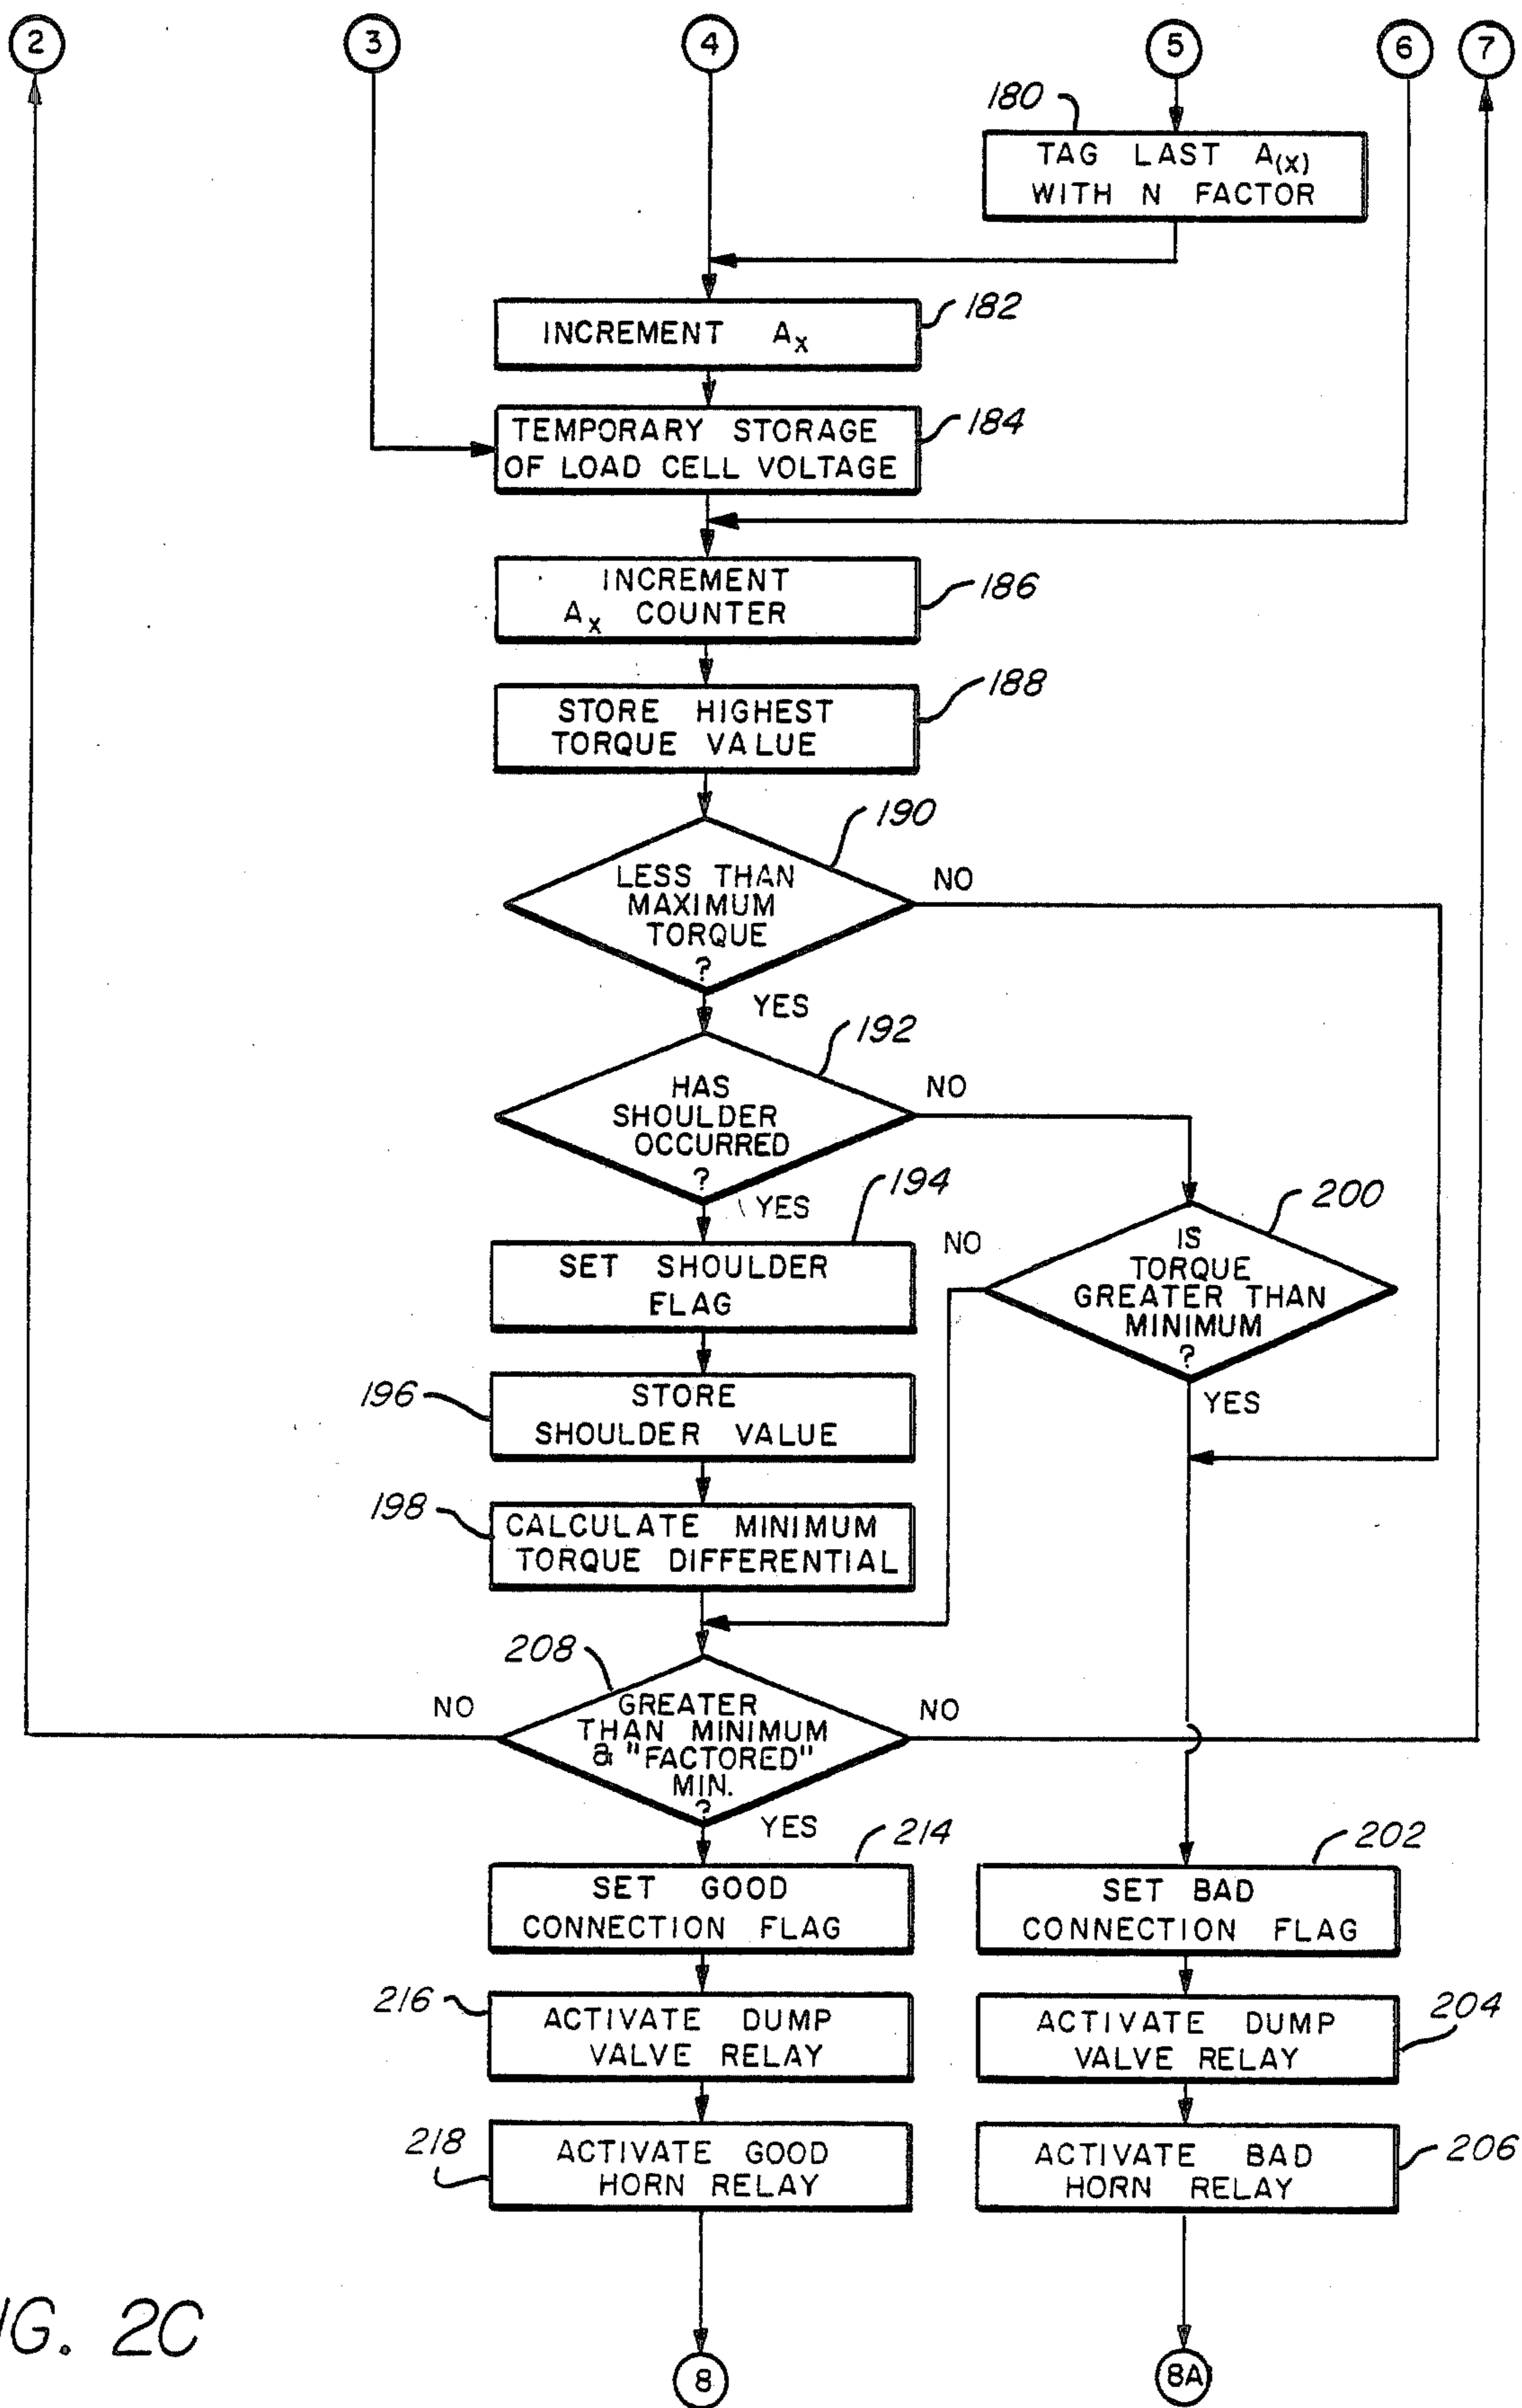 2
3
4
5
6
7
180
TAG LAST A(X)
WITH N FACTOR
182
INCREMENT AX
184
TEMPORARY STORAGE
OF LOAD CELL VOLTAGE
186
INCREMENT
AX COUNTER
188
STORE HIGHEST
TORQUE VALUE
190
LESS THAN
MAXIMUM
TORQUE
?
NO
YES
192
HAS
SHOULDER
OCCURRED
?
NO
YES
194
SET SHOULDER
FLAG
200
IS
TORQUE
GREATER THAN
MINIMUM
?
NO
YES
196
STORE
SHOULDER VALUE
198
CALCULATE MINIMUM
TORQUE DIFFERENTIAL
208
GREATER
THAN MINIMUM
& "FACTORED"
MIN.
?
NO
NO
YES
214
SET GOOD
CONNECTION FLAG
202
SET BAD
CONNECTION FLAG
216
ACTIVATE DUMP
VALVE RELAY
204
ACTIVATE DUMP
VALVE RELAY
218
ACTIVATE GOOD
HORN RELAY
206
ACTIVATE BAD
HORN RELAY
8
8A
IG. 2C